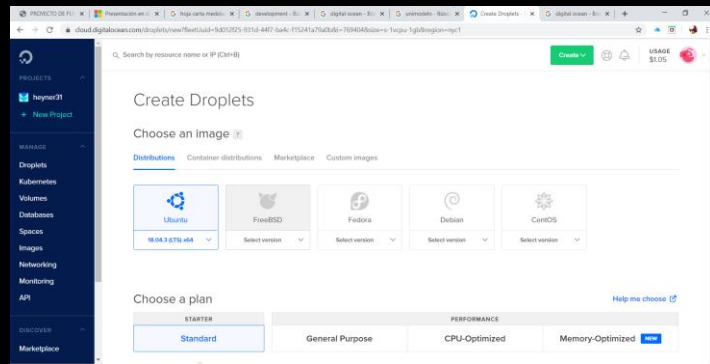 PROYECTO DE FU
Presentación en
hoja carta medid
development - B
digital ocean - B
unimodelo - Bús
Create Droplets -
digital ocean - B
cloud.digitalocean.com/droplets/new?
Search by resource name or IP (Ctrl+B)
Create
USAGE
$1.05
PROJECTS
heyner31
+ New Project
MANAGE
Droplets
Kubernetes
Volumes
Databases
Spaces
Images
Networking
Monitoring
API
DISCOVER
Marketplace
Create Droplets
Choose an image ?
Distributions Container distributions Marketplace Custom images
Ubuntu FreeBSD Fedora Debian CentOS
18.04.3 (LTS) x64 Select version Select version Select version Select version
Choose a plan Help me choose
STARTER PERFORMANCE
Standard General Purpose CPU-Optimized Memory-Optimized NEW